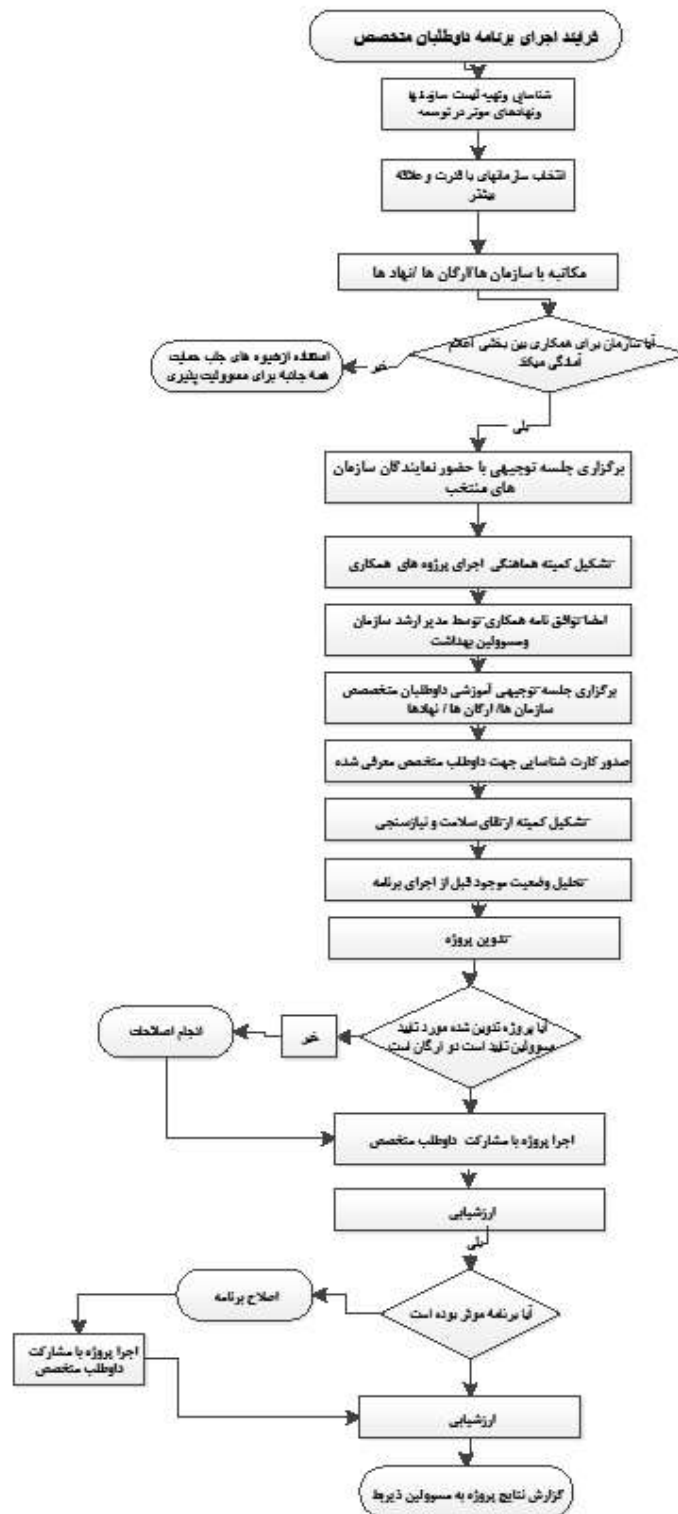 فرایند اجرای برنامه داوطلبان متخصص
شناسایی وتهیه لیست سازمانها
ونهادهای موثر در توسعه
انتخاب سازمانهای با قدرت و علاقه
بیشتر
مکاتبه با سازمان ها/ارگان ها /نهاد ها
آیا سازمان برای همکاری بین بخشی اعلام
آمادگی میکند
خیر
استفاده ازشیوه های جلب حمایت
همه جانبه برای مسوولیت پذیری
بلی
برگزاری جلسه توجیهی با حضور نمایندگان سازمان
های منتخب
تشکیل کمیته هماهنگی اجرای پرژوه های همکاری
امضا توافق نامه همکاری توسط مدیر ارشد سازمان
ومسوولین بهداشت
برگزاری جلسه توجیهی آموزشی داوطلبان متخصص
سازمان ها/ ارگان ها / نهادها
صدور کارت شناسایی جهت داوطلب متخصص معرفی شده
تشکیل کمیته ارتقای سلامت و نیازسنجی
تحلیل وضعیت موجود قبل از اجرای برنامه
تدوین پروژه
آیا پروژه تدوین شده مورد تایید
مسوولین تایید است دو ارگان است
خیر
انجام اصلاحات
اجرا پروژه با مشارکت داوطلب متخصص
ارزشیابی
بلی
آیا برنامه موثر بوده است
اصلاح برنامه
اجرا پروژه با مشارکت
داوطلب متخصص
ارزشیابی
گزارش نتایج پروژه به مسوولین ذیربط